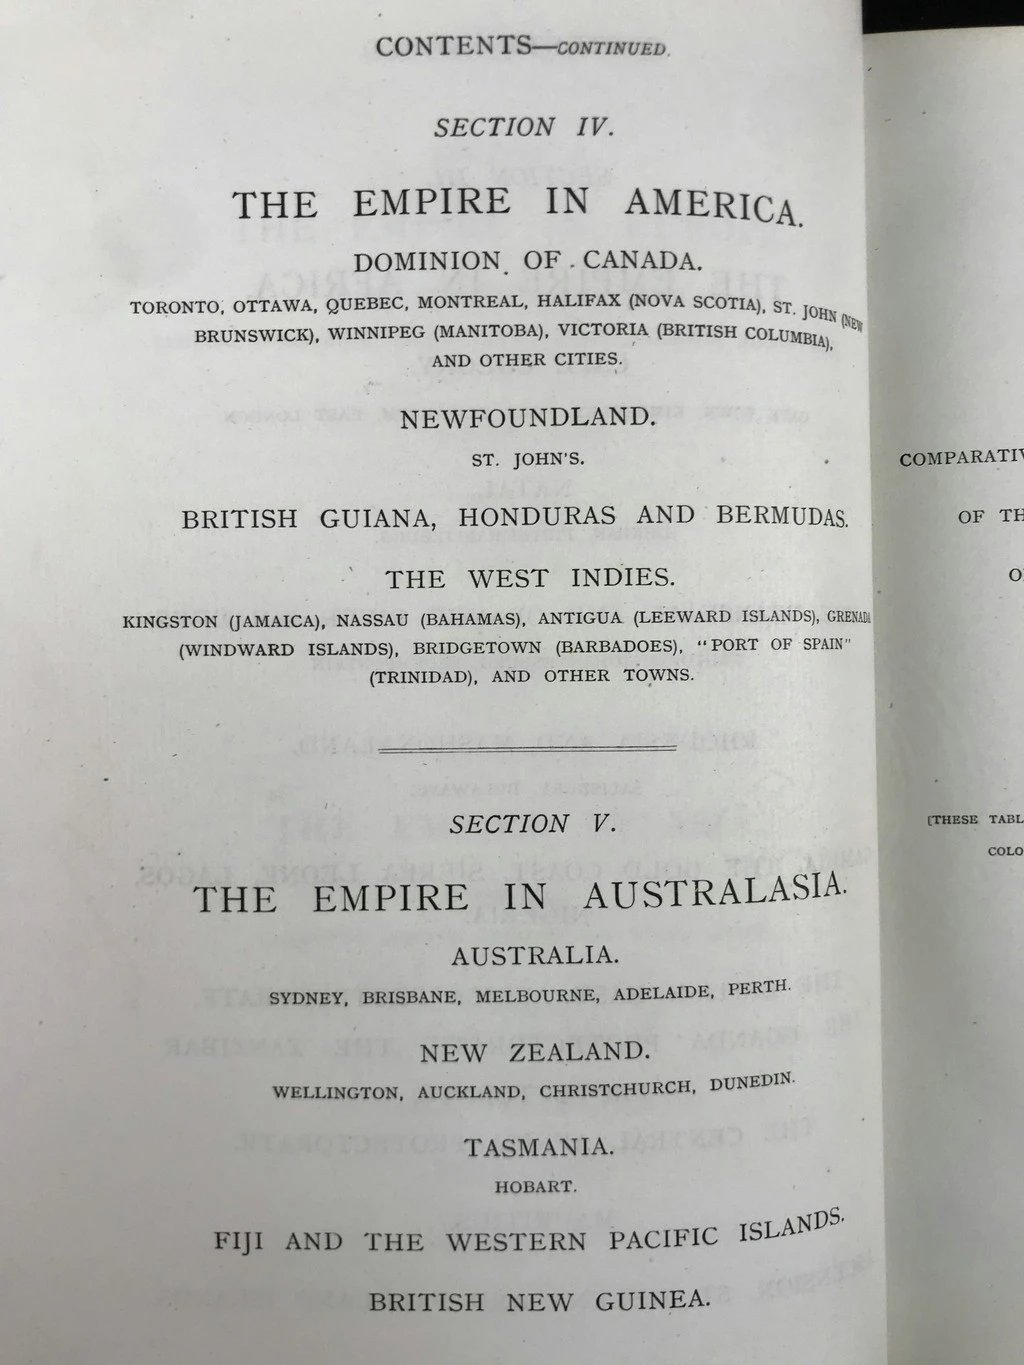 CONTENTS—CONTINUED.
SECTION IV.
THE EMPIRE IN AMERICA.
DOMINION OF CANADA.
TORONTO, OTTAWA, QUEBEC, MONTREAL, HALIFAX (NOVA SCOTIA), ST. JOHN (NEW
BRUNSWICK), WINNIPEG (MANITOBA), VICTORIA (BRITISH COLUMBIA),
AND OTHER CITIES.
NEWFOUNDLAND.
ST. JOHN'S.
BRITISH GUIANA, HONDURAS AND BERMUDAS.
THE WEST INDIES.
KINGSTON (JAMAICA), NASSAU (BAHAMAS), ANTIGUA (LEEWARD ISLANDS), GRENADA
(WINDWARD ISLANDS), BRIDGETOWN (BARBADOES), "PORT OF SPAIN"
(TRINIDAD), AND OTHER TOWNS.
SECTION V.
THE EMPIRE IN AUSTRALASIA.
AUSTRALIA.
SYDNEY, BRISBANE, MELBOURNE, ADELAIDE, PERTH.
NEW ZEALAND.
WELLINGTON, AUCKLAND, CHRISTCHURCH, DUNEDIN.
TASMANIA.
HOBART.
FIJI AND THE WESTERN PACIFIC ISLANDS.
BRITISH NEW GUINEA.
COMPARATIV
OF TH
[THESE TABL
COLO